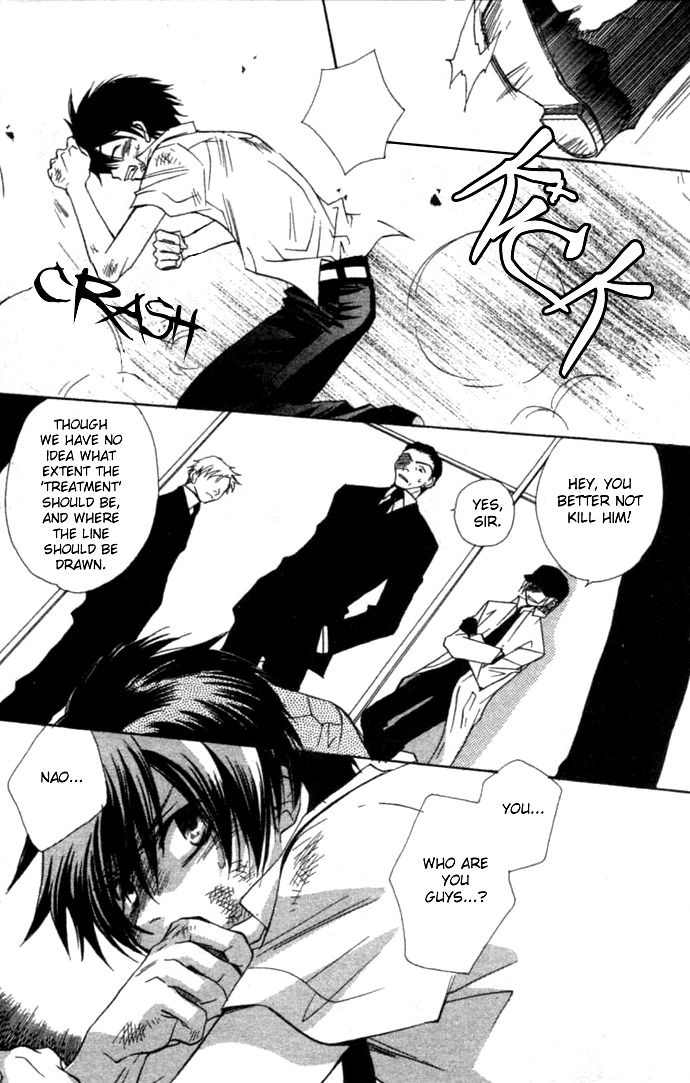 KICK
CRASH
HEY, YOU
BETTER NOT
KILL HIM!
YES,
SIR.
THOUGH
WE HAVE NO
IDEA WHAT
EXTENT THE
'TREATMENT'
SHOULD BE,
AND WHERE
THE LINE
SHOULD BE
DRAWN.
YOU...
WHO ARE
YOU
GUYS...?
NAO...